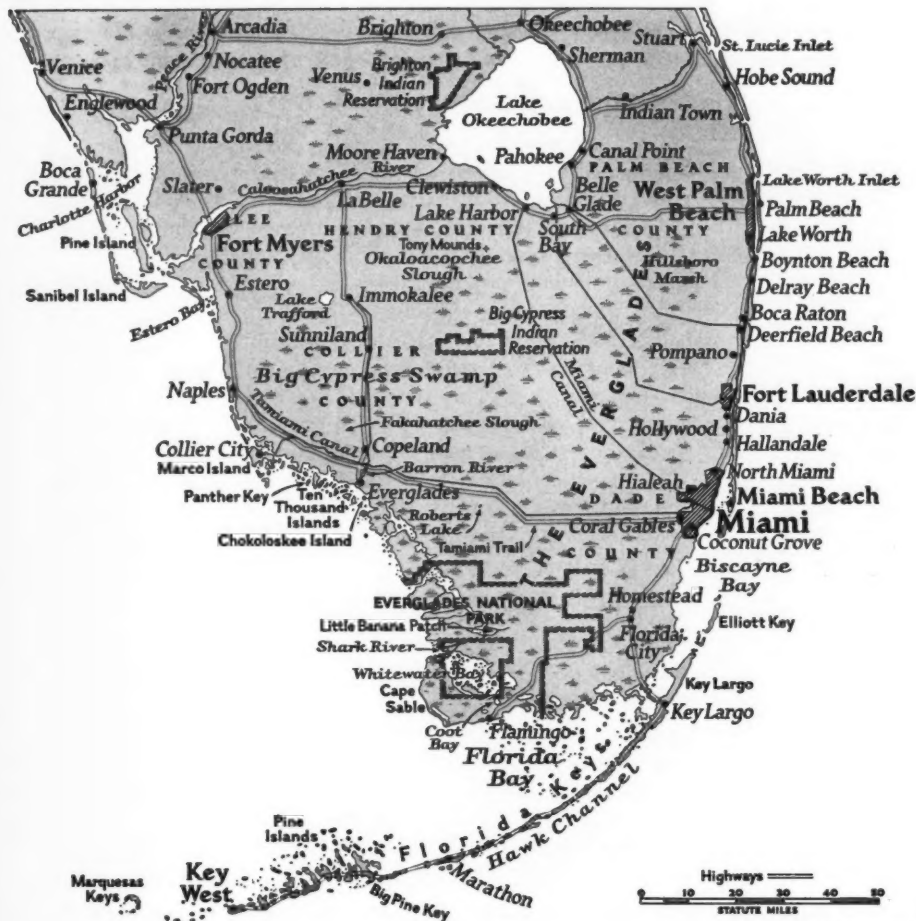 Arcadia
Brighton
Okeechobee
Stuart
St. Lucie Inlet
Peace River
Venice
Nocatee
Venus
Brighton
Indian
Reservation
Sherman
Hobe Sound
Fort Ogden
Englewood
Lake
Okeechobee
Indian Town
Punta Gorda
Moore Haven
Pahokee
Canal Point
PALM BEACH
Boca
Grande
Charlotte Harbor
Slater
Caloosahatchee
River
LaBelle
Clewiston
Belle
Glade
West Palm
Beach
Lake Worth Inlet
Palm Beach
LEE
Fort Myers
COUNTY
HENDRY COUNTY
Lake Harbor
South
Bay
COUNTY
Lake Worth
Pine Island
Tony Mounds
Okaloacoochee
Slough
Hillsboro
Marsh
Boynton Beach
Sanibel Island
Estero
Delray Beach
Estero Bay
Lake
Trafford
Immokalee
Big Cypress
Indian
Reservation
Boca Raton
Deerfield Beach
Sunniland
COLLIER
Pompano
Big Cypress Swamp
COUNTY
Miami
Canal
THE EVERGLADES
Naples
Fort Lauderdale
Tamiami Canal
Fakahatchee Slough
Dania
Hollywood
Collier City
Marco Island
Copeland
Hallandale
Barron River
Panther Key
Ten
Thousand
Islands
Everglades
Hialeah
North Miami
DADE
Miami Beach
Chokoloskee Island
Roberts
Lake
Coral Gables
Miami
Tamiami Trail
COUNTY
Coconut Grove
Biscayne
Bay
EVERGLADES NATIONAL
PARK
Homestead
Little Banana Patch
Elliott Key
Shark River
Florida
City
Whitewater Bay
Cape
Sable
Key Largo
Key Largo
Coot
Bay
Flamingo
Florida
Bay
Florida Keys
Hawk Channel
Pine
Islands
Key
West
Marquesas
Keys
Big Pine Key
Marathon
Highways
0 10 20 30 40 50
STATUTE MILES